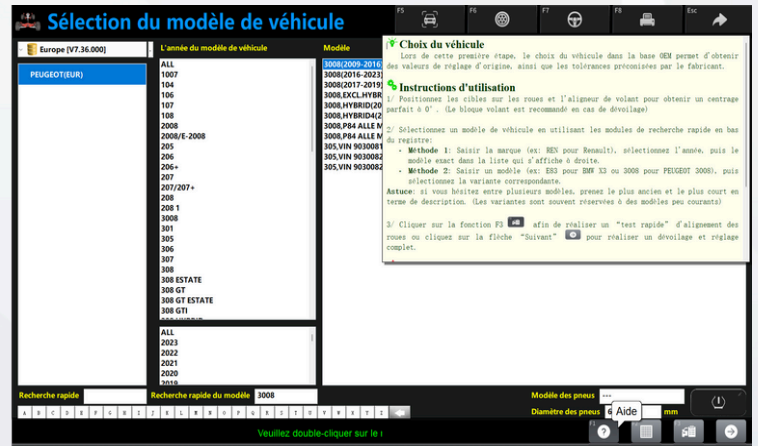 Sélection du modèle de véhicule
F5
F6
F7
F8
Esc
Europe [V7.36.000]
L'année du modèle de véhicule
Modèle
PEUGEOT(EUR)
ALL
1007
104
106
107
108
2008
2008/E-2008
205
206
206+
207
207/207+
208
208 1
3008
301
305
306
307
308
308 ESTATE
308 GT
308 GT ESTATE
308 GTI
ALL
2023
2022
2021
2020
2019
3008(2009-2016)
3008(2016-2023)
3008(2017-2019)
3008,EXCL.HYBR
3008,HYBRID(20
3008,HYBRID4(2
3008,P84 ALLE M
3008,P84 ALLE M
305,VIN 9030081
305,VIN 9030082
305,VIN 9030082
Choix du véhicule
Lors de cette première étape, le choix du véhicule dans la base OEM permet d'obtenir
des valeurs de réglage d'origine, ainsi que les tolérances préconisées par le fabricant.
Instructions d'utilisation
1/ Positionnez les cibles sur les roues et l'aligneur de volant pour obtenir un centrage
parfait à 0°. (Le bloque volant est recommandé en cas de dévoilage)
2/ Sélectionnez un modèle de véhicule en utilisant les modules de recherche rapide en bas
du registre:
• Méthode 1: Saisir la marque (ex: REN pour Renault), sélectionnez l'année, puis le
modèle exact dans la liste qui s'affiche à droite.
• Méthode 2: Saisir un modèle (ex: E83 pour BMW X3 ou 3008 pour PEUGEOT 3008), puis
sélectionnez la variante correspondante.
Astuce: si vous hésitez entre plusieurs modèles, prenez le plus ancien et le plus court en
terme de description. (Les variantes sont souvent réservées à des modèles peu courants)
3/ Cliquer sur la fonction F3 afin de réaliser un "test rapide" d'alignement des
roues ou cliquez sur la flèche "Suivant" pour réaliser un dévoilage et réglage
complet.
Recherche rapide
Recherche rapide du modèle 3008
Modèle des pneus ---
Diamètre des pneus 6
mm
Aide
A B C D E F G H I J K L M N O P Q R S T U V W X Y Z
Veuillez double-cliquer sur le